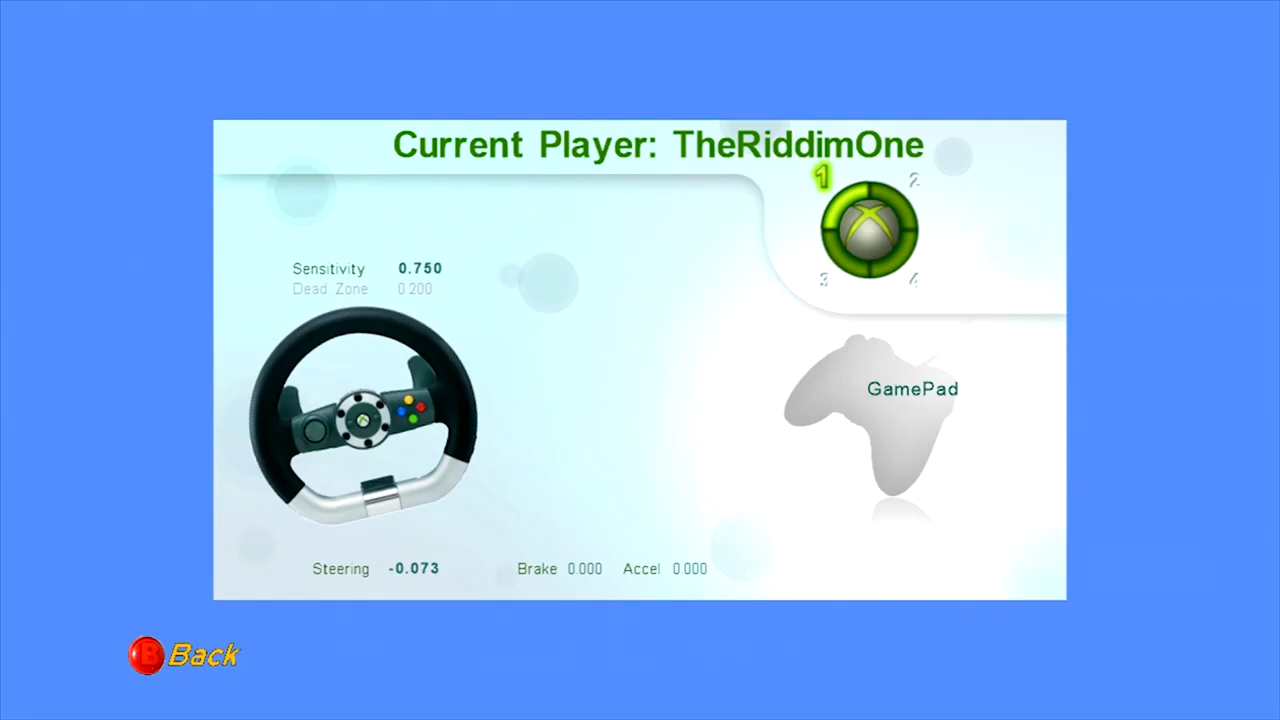 Current Player: TheRiddimOne
1 2
3 4
Sensitivity 0.750
Dead Zone 0.200
GamePad
Steering -0.073 Brake 0.000 Accel 0.000
B Back